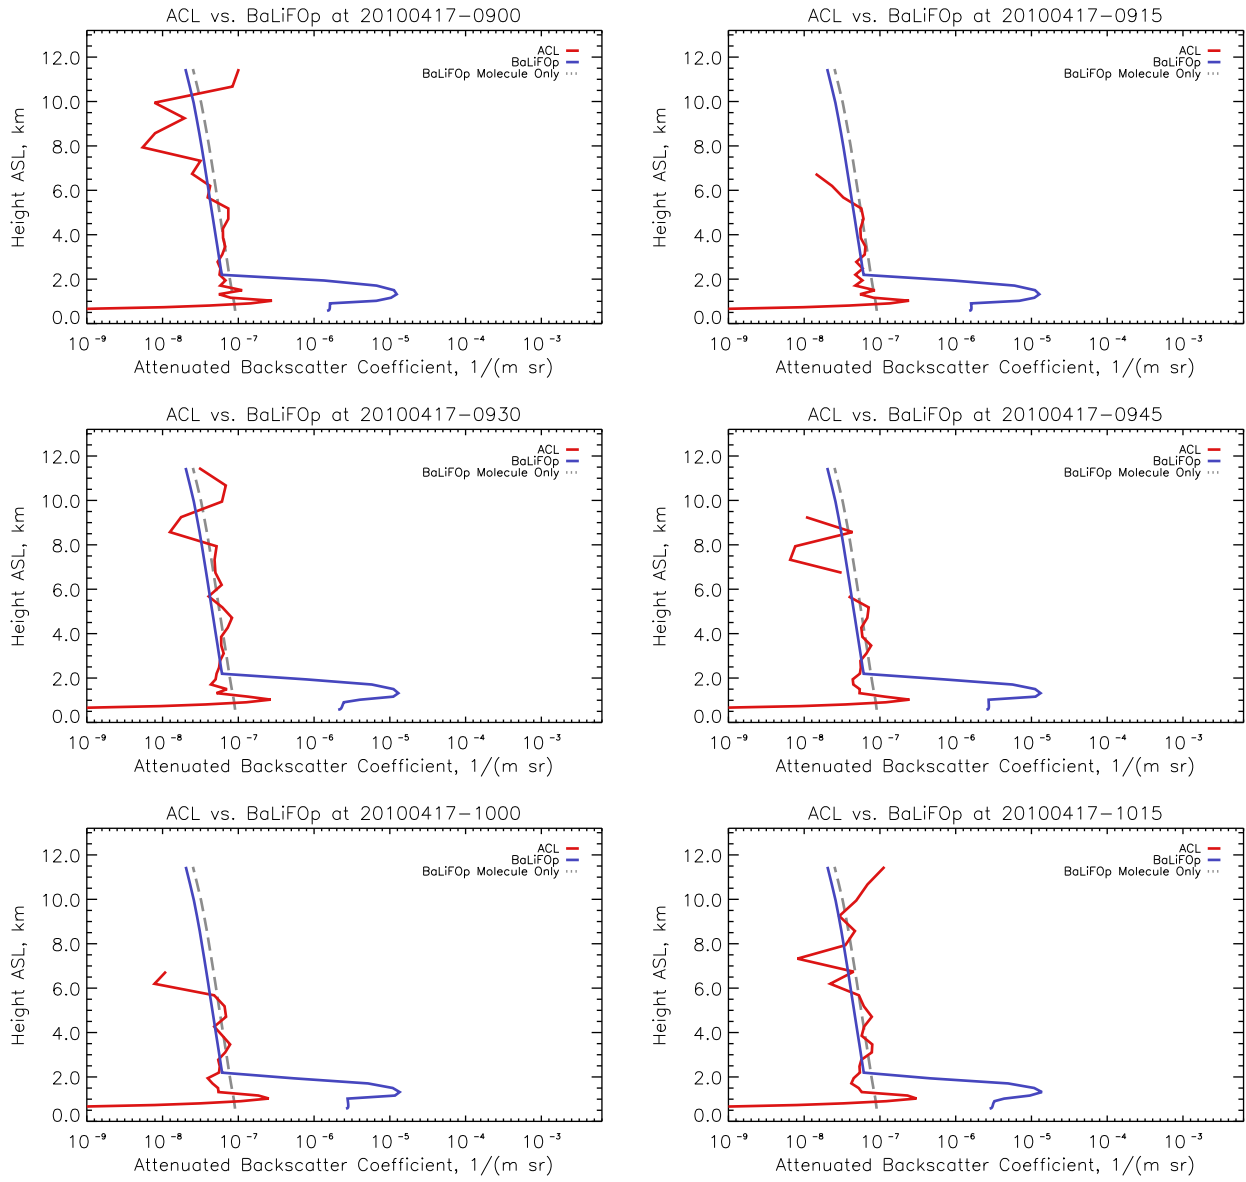 ACL vs. BaLiFOp at 20100417-0900
ACL
BaLiFOp
BaLiFOp Molecule Only
Height ASL, km
12.0
10.0
8.0
6.0
4.0
2.0
0.0
10⁻⁹ 10⁻⁸ 10⁻⁷ 10⁻⁶ 10⁻⁵ 10⁻⁴ 10⁻³
Attenuated Backscatter Coefficient, 1/(m sr)
ACL vs. BaLiFOp at 20100417-0915
ACL
BaLiFOp
BaLiFOp Molecule Only
Height ASL, km
12.0
10.0
8.0
6.0
4.0
2.0
0.0
10⁻⁹ 10⁻⁸ 10⁻⁷ 10⁻⁶ 10⁻⁵ 10⁻⁴ 10⁻³
Attenuated Backscatter Coefficient, 1/(m sr)
ACL vs. BaLiFOp at 20100417-0930
ACL
BaLiFOp
BaLiFOp Molecule Only
Height ASL, km
12.0
10.0
8.0
6.0
4.0
2.0
0.0
10⁻⁹ 10⁻⁸ 10⁻⁷ 10⁻⁶ 10⁻⁵ 10⁻⁴ 10⁻³
Attenuated Backscatter Coefficient, 1/(m sr)
ACL vs. BaLiFOp at 20100417-0945
ACL
BaLiFOp
BaLiFOp Molecule Only
Height ASL, km
12.0
10.0
8.0
6.0
4.0
2.0
0.0
10⁻⁹ 10⁻⁸ 10⁻⁷ 10⁻⁶ 10⁻⁵ 10⁻⁴ 10⁻³
Attenuated Backscatter Coefficient, 1/(m sr)
ACL vs. BaLiFOp at 20100417-1000
ACL
BaLiFOp
BaLiFOp Molecule Only
Height ASL, km
12.0
10.0
8.0
6.0
4.0
2.0
0.0
10⁻⁹ 10⁻⁸ 10⁻⁷ 10⁻⁶ 10⁻⁵ 10⁻⁴ 10⁻³
Attenuated Backscatter Coefficient, 1/(m sr)
ACL vs. BaLiFOp at 20100417-1015
ACL
BaLiFOp
BaLiFOp Molecule Only
Height ASL, km
12.0
10.0
8.0
6.0
4.0
2.0
0.0
10⁻⁹ 10⁻⁸ 10⁻⁷ 10⁻⁶ 10⁻⁵ 10⁻⁴ 10⁻³
Attenuated Backscatter Coefficient, 1/(m sr)